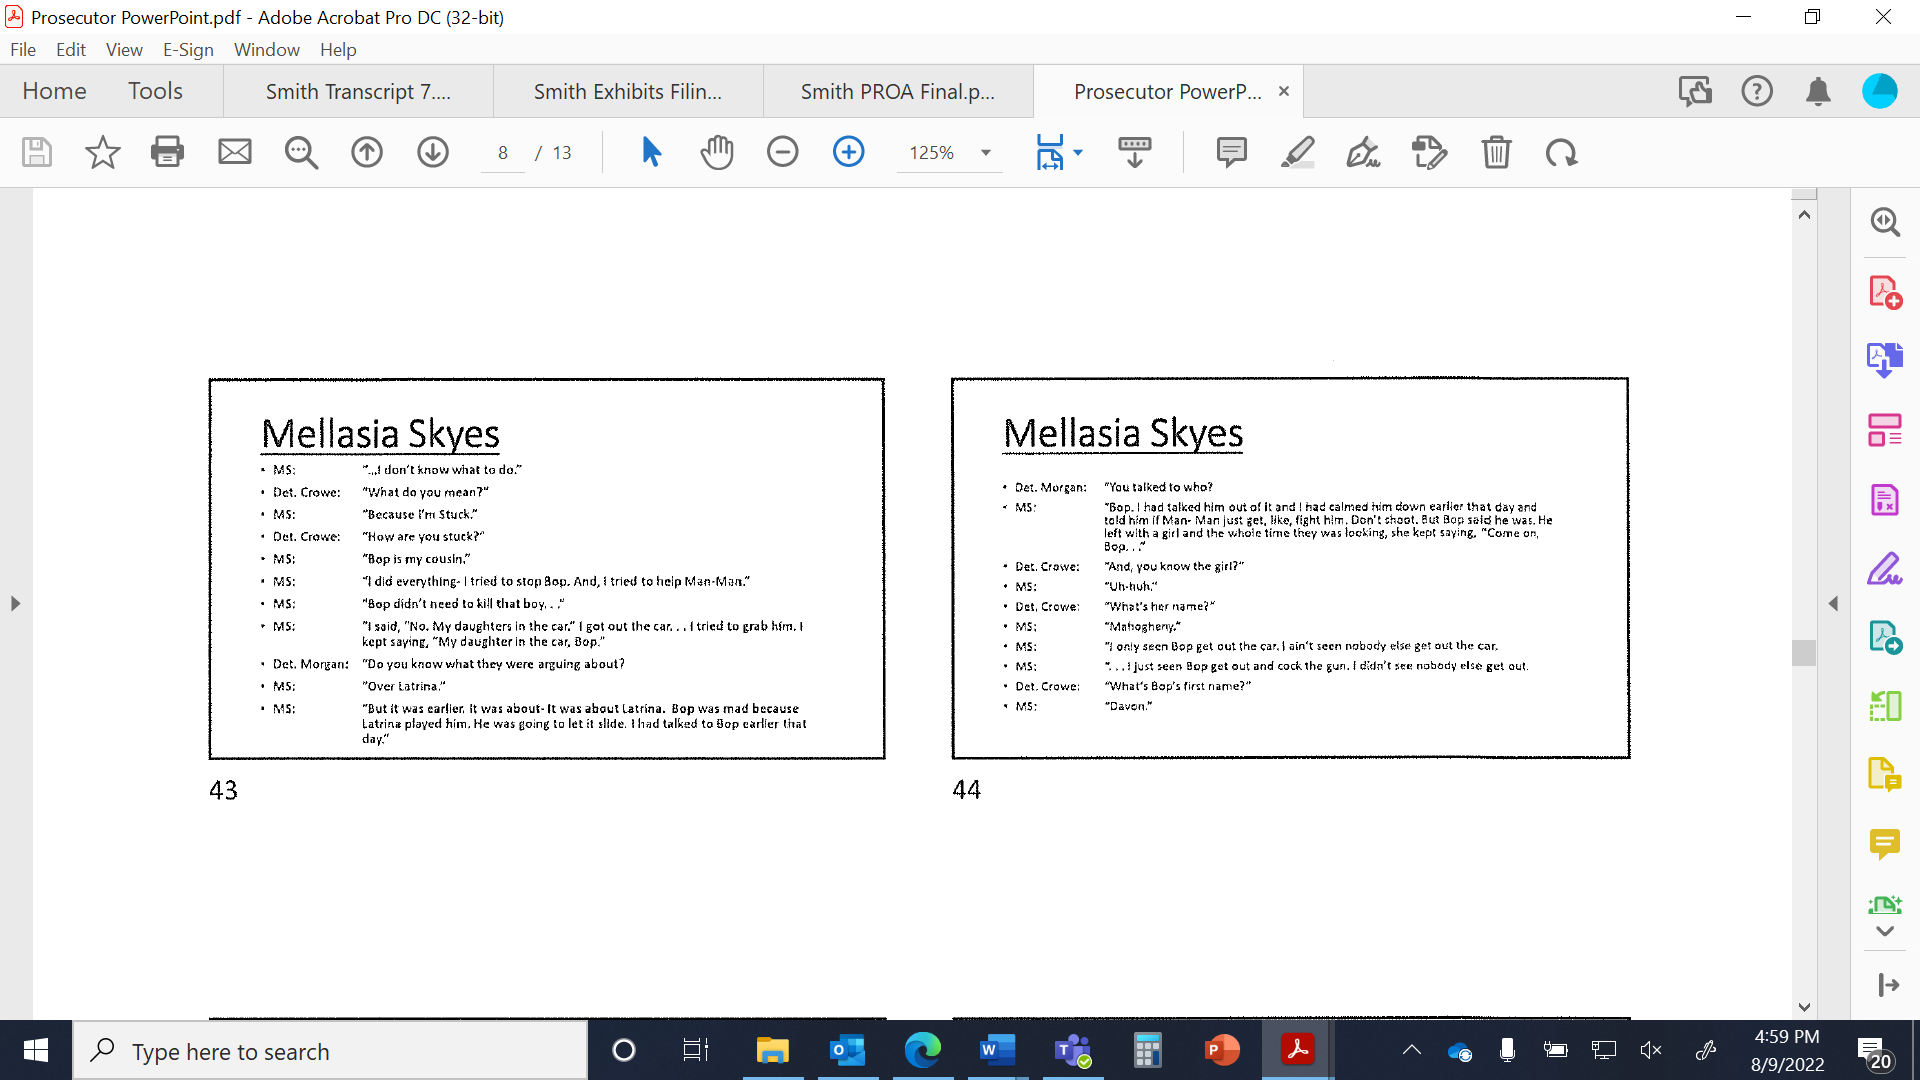 Prosecutor PowerPoint.pdf - Adobe Acrobat Pro DC (32-bit)
File Edit View E-Sign Window Help
Home Tools Smith Transcript 7.... Smith Exhibits Filin... Smith PROA Final.p... Prosecutor PowerP... ×
8 / 13 125%
Mellasia Skyes
• MS: "...I don't know what to do."
• Det. Crowe: "What do you mean?"
• MS: "Because I'm Stuck."
• Det. Crowe: "How are you stuck?"
• MS: "Bop is my cousin."
• MS: "I did everything- I tried to stop Bop. And, I tried to help Man-Man."
• MS: "Bop didn't need to kill that boy. . ."
• MS: "I said, "No. My daughters in the car." I got out the car. . . I tried to grab him. I
kept saying, "My daughter in the car, Bop."
• Det. Morgan: "Do you know what they were arguing about?
• MS: "Over Latrina."
• MS: "But it was earlier. It was about- It was about Latrina. Bop was mad because
Latrina played him. He was going to let it slide. I had talked to Bop earlier that
day."
43
Mellasia Skyes
• Det. Morgan: "You talked to who?
• MS: "Bop. I had talked him out of it and I had calmed him down earlier that day and
told him if Man- Man just get, like, fight him. Don't shoot. But Bop said he was. He
left with a girl and the whole time they was looking, she kept saying, "Come on,
Bop. . ."
• Det. Crowe: "And, you know the girl?"
• MS: "Uh-huh."
• Det. Crowe: "What's her name?"
• MS: "Mahogheny."
• MS: "I only seen Bop get out the car. I ain't seen nobody else get out the car.
• MS: ". . . I just seen Bop get out and cock the gun. I didn't see nobody else get out.
• Det. Crowe: "What's Bop's first name?"
• MS: "Davon."
44
Type here to search
4:59 PM
8/9/2022
20